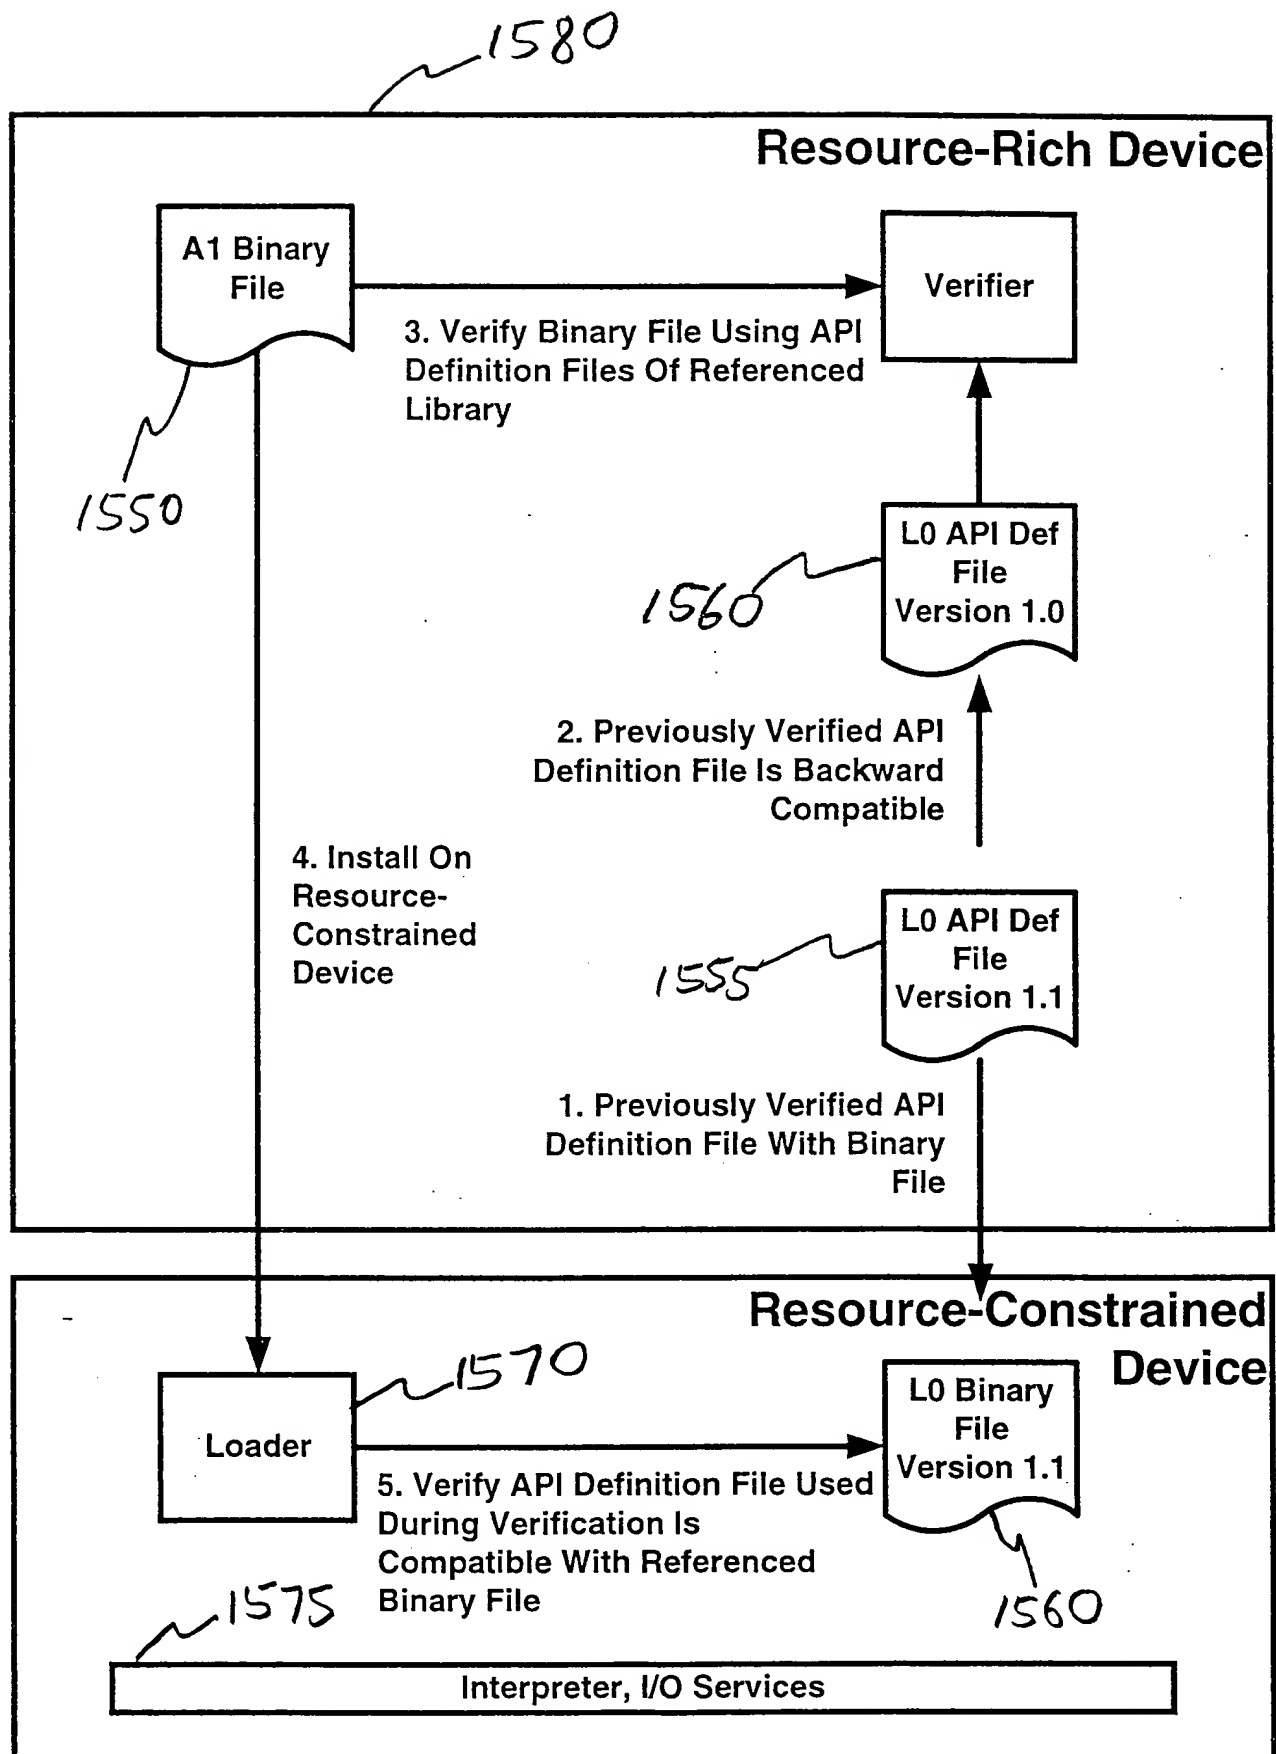 1580
Resource-Rich Device
A1 Binary
File
Verifier
3. Verify Binary File Using API
Definition Files Of Referenced
Library
1550
L0 API Def
File
Version 1.0
1560
2. Previously Verified API
Definition File Is Backward
Compatible
4. Install On
Resource-
Constrained
Device
L0 API Def
File
Version 1.1
1555
1. Previously Verified API
Definition File With Binary
File
Resource-Constrained
Device
1570
Loader
L0 Binary
File
Version 1.1
5. Verify API Definition File Used
During Verification Is
Compatible With Referenced
Binary File
1575
1560
Interpreter, I/O Services